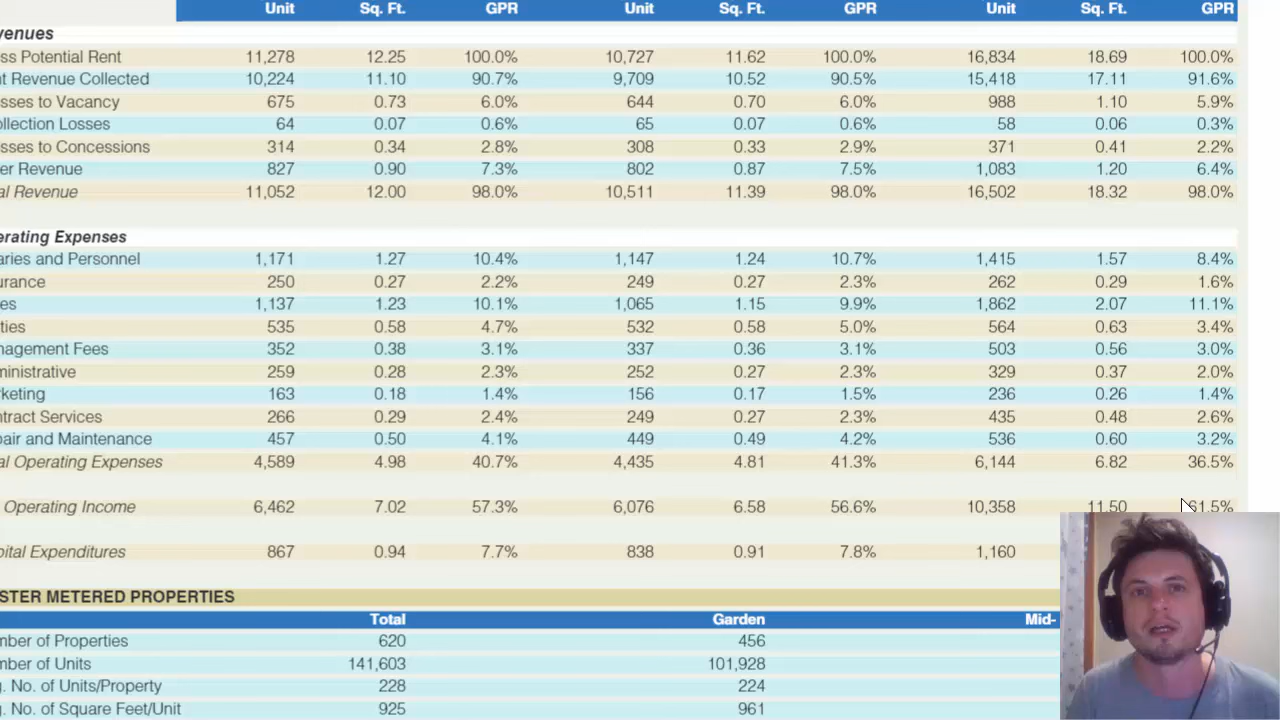 Unit Sq. Ft. GPR Unit Sq. Ft. GPR Unit Sq. Ft. GPR
venues
ss Potential Rent 11,278 12.25 100.0% 10,727 11.62 100.0% 16,834 18.69 100.0%
nt Revenue Collected 10,224 11.10 90.7% 9,709 10.52 90.5% 15,418 17.11 91.6%
sses to Vacancy 675 0.73 6.0% 644 0.70 6.0% 988 1.10 5.9%
ollection Losses 64 0.07 0.6% 65 0.07 0.6% 58 0.06 0.3%
sses to Concessions 314 0.34 2.8% 308 0.33 2.9% 371 0.41 2.2%
er Revenue 827 0.90 7.3% 802 0.87 7.5% 1,083 1.20 6.4%
al Revenue 11,052 12.00 98.0% 10,511 11.39 98.0% 16,502 18.32 98.0%
erating Expenses
aries and Personnel 1,171 1.27 10.4% 1,147 1.24 10.7% 1,415 1.57 8.4%
urance 250 0.27 2.2% 249 0.27 2.3% 262 0.29 1.6%
es 1,137 1.23 10.1% 1,065 1.15 9.9% 1,862 2.07 11.1%
ties 535 0.58 4.7% 532 0.58 5.0% 564 0.63 3.4%
nagement Fees 352 0.38 3.1% 337 0.36 3.1% 503 0.56 3.0%
ministrative 259 0.28 2.3% 252 0.27 2.3% 329 0.37 2.0%
rketing 163 0.18 1.4% 156 0.17 1.5% 236 0.26 1.4%
ntract Services 266 0.29 2.4% 249 0.27 2.3% 435 0.48 2.6%
pair and Maintenance 457 0.50 4.1% 449 0.49 4.2% 536 0.60 3.2%
al Operating Expenses 4,589 4.98 40.7% 4,435 4.81 41.3% 6,144 6.82 36.5%
Operating Income 6,462 7.02 57.3% 6,076 6.58 56.6% 10,358 11.50 61.5%
pital Expenditures 867 0.94 7.7% 838 0.91 7.8% 1,160
STER METERED PROPERTIES
Total Garden Mid-
mber of Properties 620 456
mber of Units 141,603 101,928
g. No. of Units/Property 228 224
g. No. of Square Feet/Unit 925 961